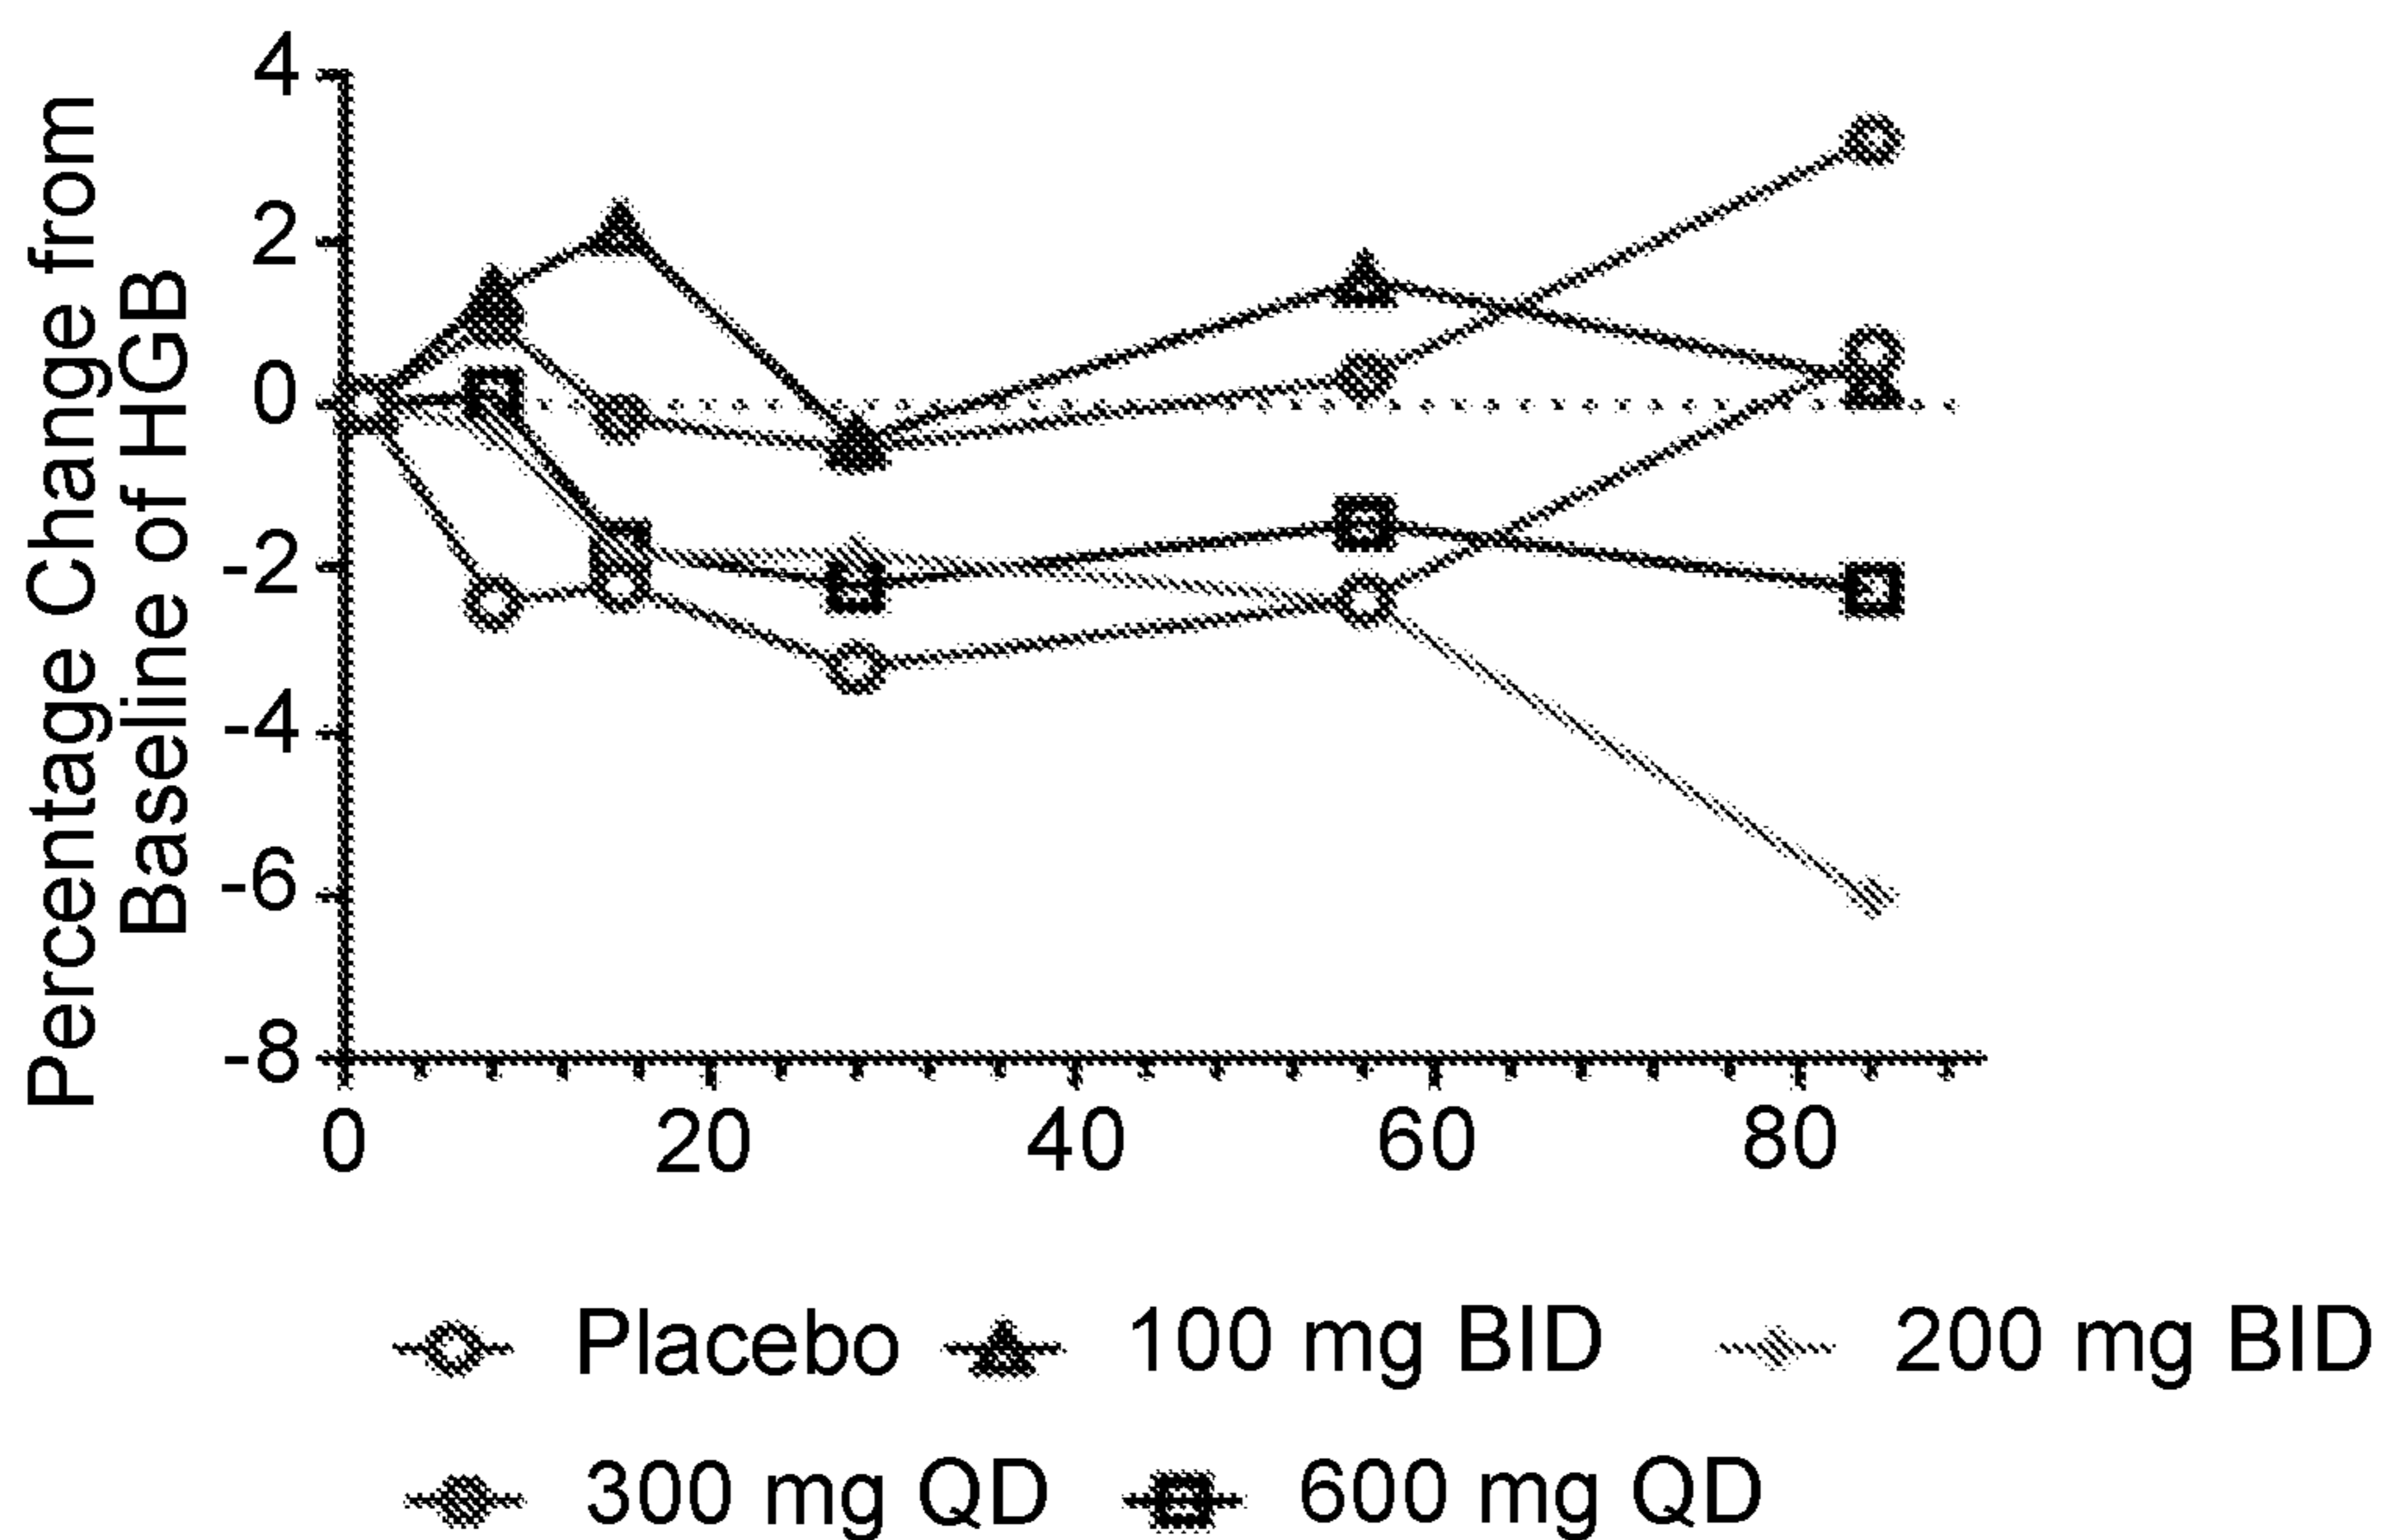 Percentage Change from
Baseline of HGB
4
2
0
-2
-4
-6
-8
0 20 40 60 80
Placebo 100 mg BID 200 mg BID
300 mg QD 600 mg QD